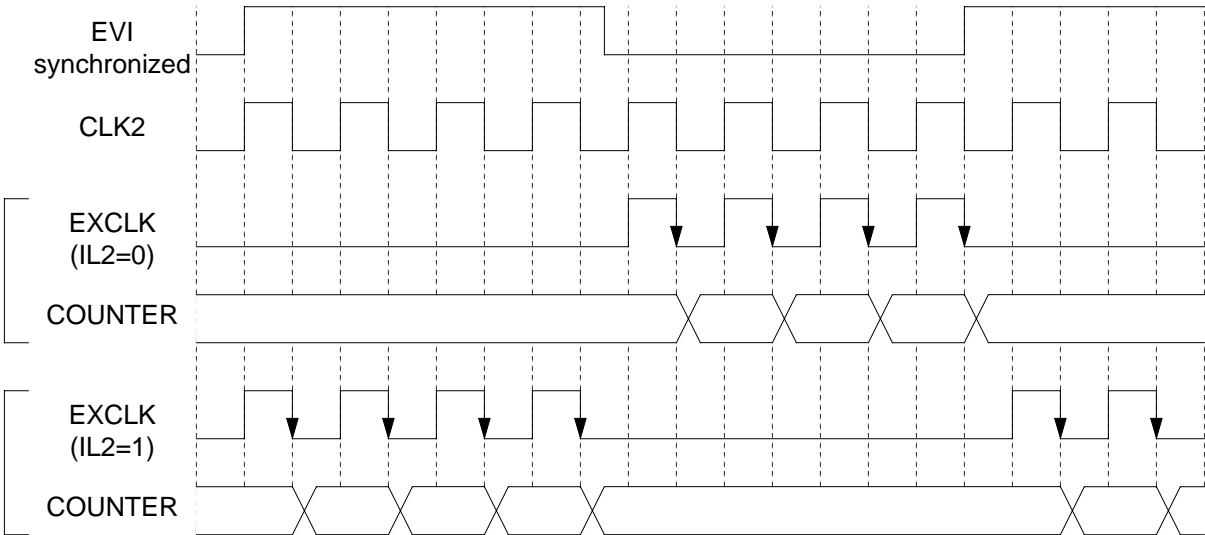 EVI
synchronized
CLK2
EXCLK
(IL2=0)
COUNTER
EXCLK
(IL2=1)
COUNTER